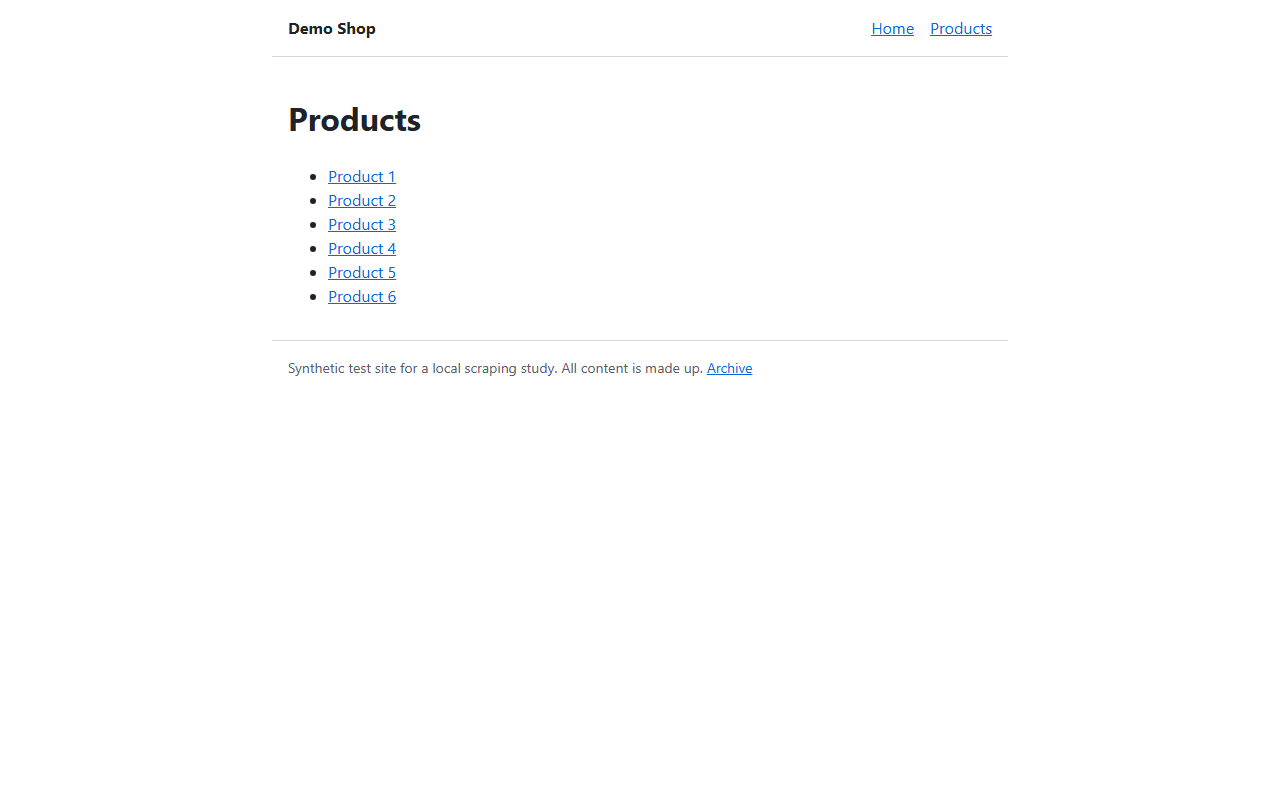 Demo Shop
Home Products
Products
Product 1
Product 2
Product 3
Product 4
Product 5
Product 6
Synthetic test site for a local scraping study. All content is made up. Archive